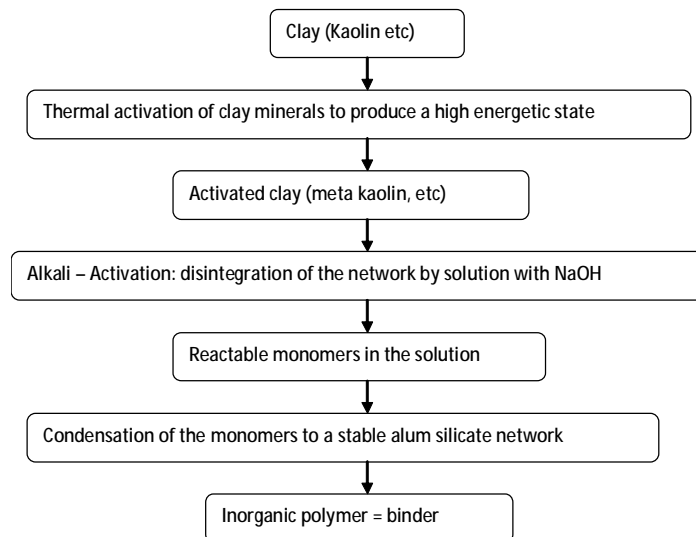 Clay (Kaolin etc)
Thermal activation of clay minerals to produce a high energetic state
Activated clay (meta kaolin, etc)
Alkali – Activation: disintegration of the network by solution with NaOH
Reactable monomers in the solution
Condensation of the monomers to a stable alum silicate network
Inorganic polymer = binder